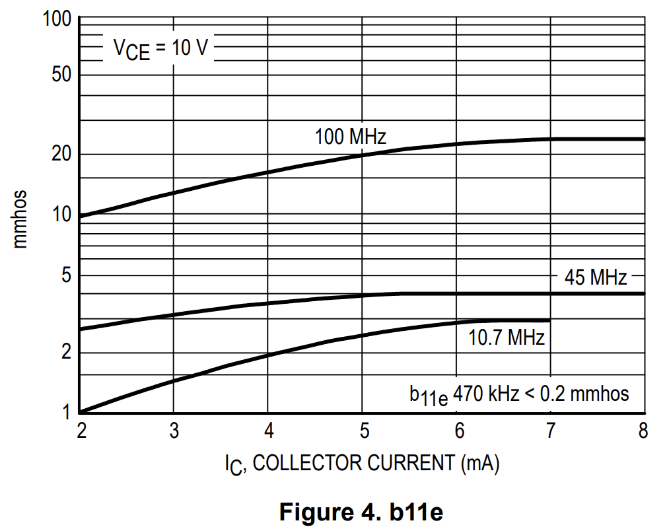 100
50
20
10
5
2
1
mmhos
VCE = 10 V
100 MHz
45 MHz
10.7 MHz
b11e 470 kHz < 0.2 mmhos
2 3 4 5 6 7 8
IC, COLLECTOR CURRENT (mA)
Figure 4. b11e